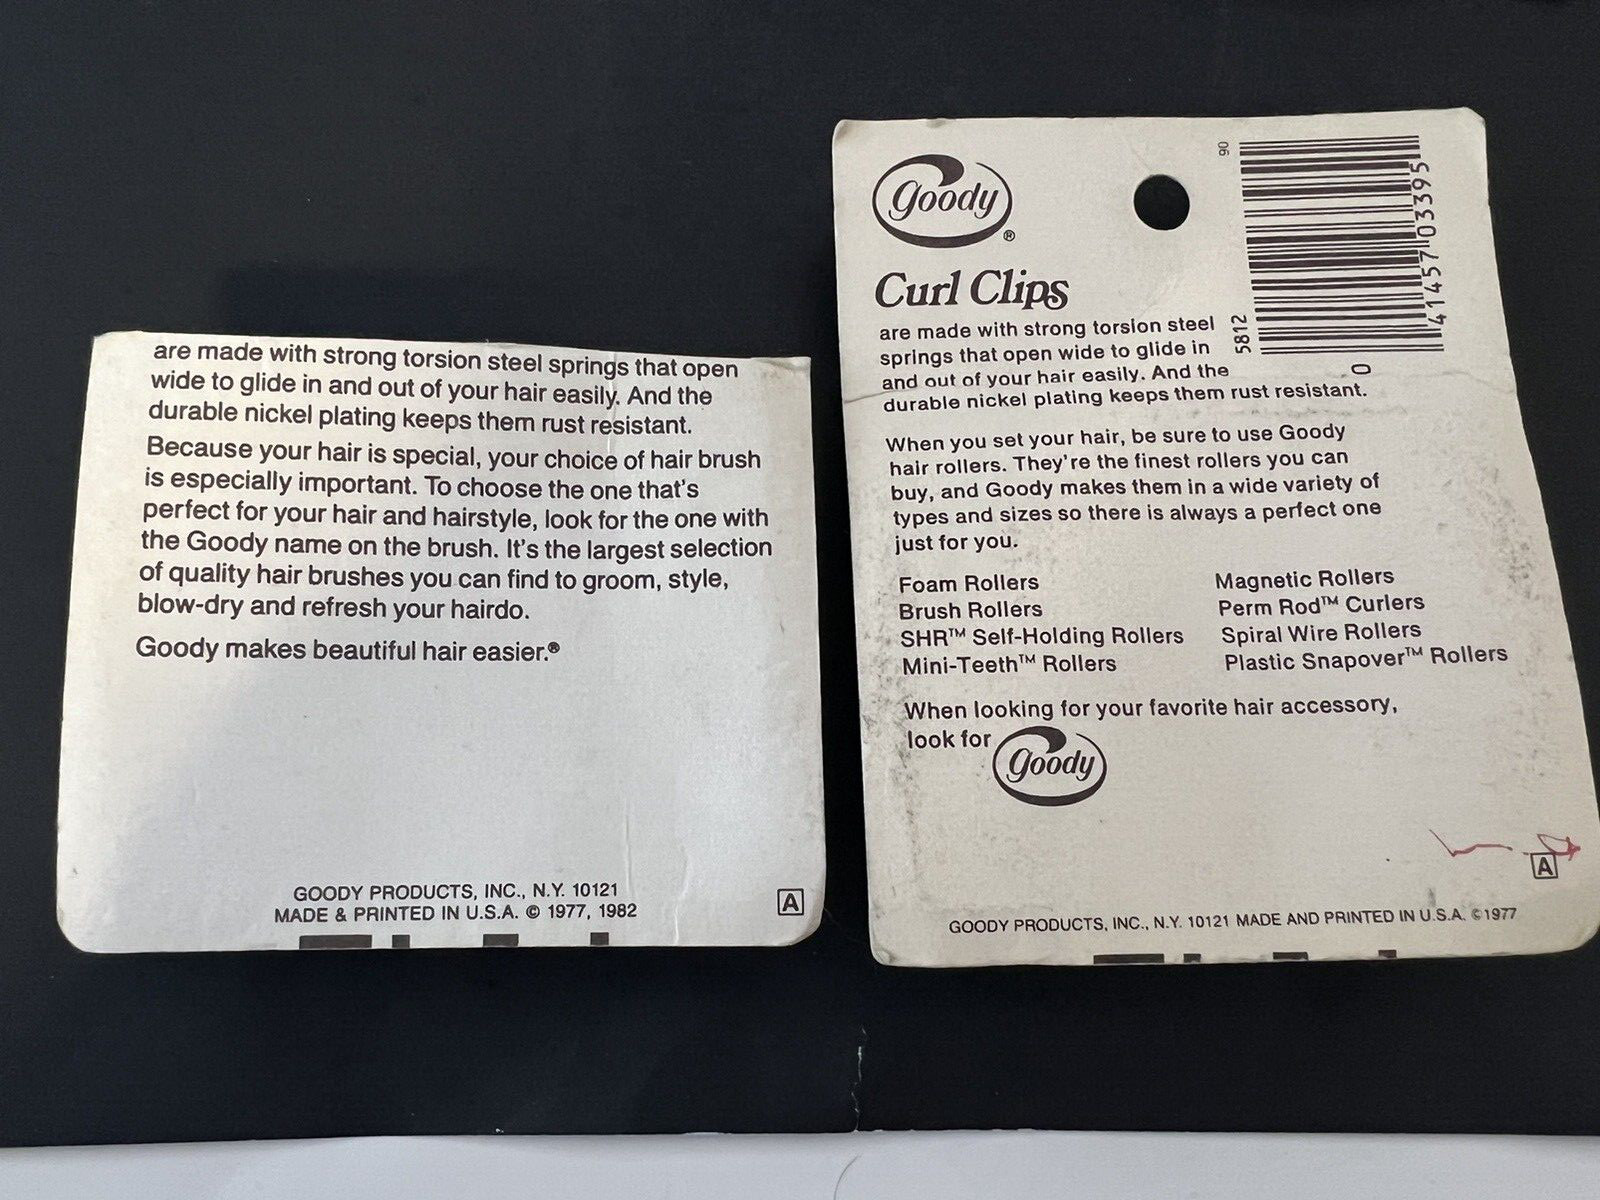 are made with strong torsion steel springs that open
wide to glide in and out of your hair easily. And the
durable nickel plating keeps them rust resistant.
Because your hair is special, your choice of hair brush
is especially important. To choose the one that's
perfect for your hair and hairstyle, look for the one with
the Goody name on the brush. It's the largest selection
of quality hair brushes you can find to groom, style,
blow-dry and refresh your hairdo.
Goody makes beautiful hair easier.®
GOODY PRODUCTS, INC., N.Y. 10121
MADE & PRINTED IN U.S.A. © 1977, 1982
A
goody®
Curl Clips
are made with strong torsion steel
springs that open wide to glide in
and out of your hair easily. And the
durable nickel plating keeps them rust resistant.
90
5812
41457 03395
0
When you set your hair, be sure to use Goody
hair rollers. They're the finest rollers you can
buy, and Goody makes them in a wide variety of
types and sizes so there is always a perfect one
just for you.
Foam Rollers
Brush Rollers
SHR™ Self-Holding Rollers
Mini-Teeth™ Rollers
Magnetic Rollers
Perm Rod™ Curlers
Spiral Wire Rollers
Plastic Snapover™ Rollers
When looking for your favorite hair accessory,
look for goody
A
GOODY PRODUCTS, INC., N.Y. 10121 MADE AND PRINTED IN U.S.A. ©1977